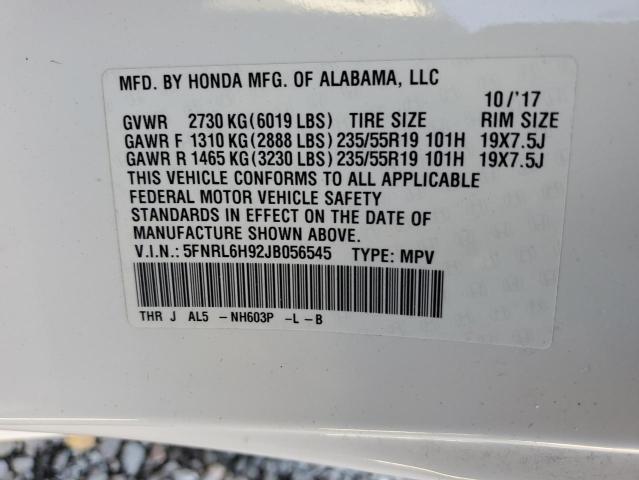 MFD. BY HONDA MFG. OF ALABAMA, LLC
10/'17
GVWR 2730 KG(6019 LBS) TIRE SIZE RIM SIZE
GAWR F 1310 KG(2888 LBS) 235/55R19 101H 19X7.5J
GAWR R 1465 KG(3230 LBS) 235/55R19 101H 19X7.5J
THIS VEHICLE CONFORMS TO ALL APPLICABLE
FEDERAL MOTOR VEHICLE SAFETY
STANDARDS IN EFFECT ON THE DATE OF
MANUFACTURE SHOWN ABOVE.
V.I.N.: 5FNRL6H92JB056545 TYPE: MPV
THR J AL5 -NH603P -L-B